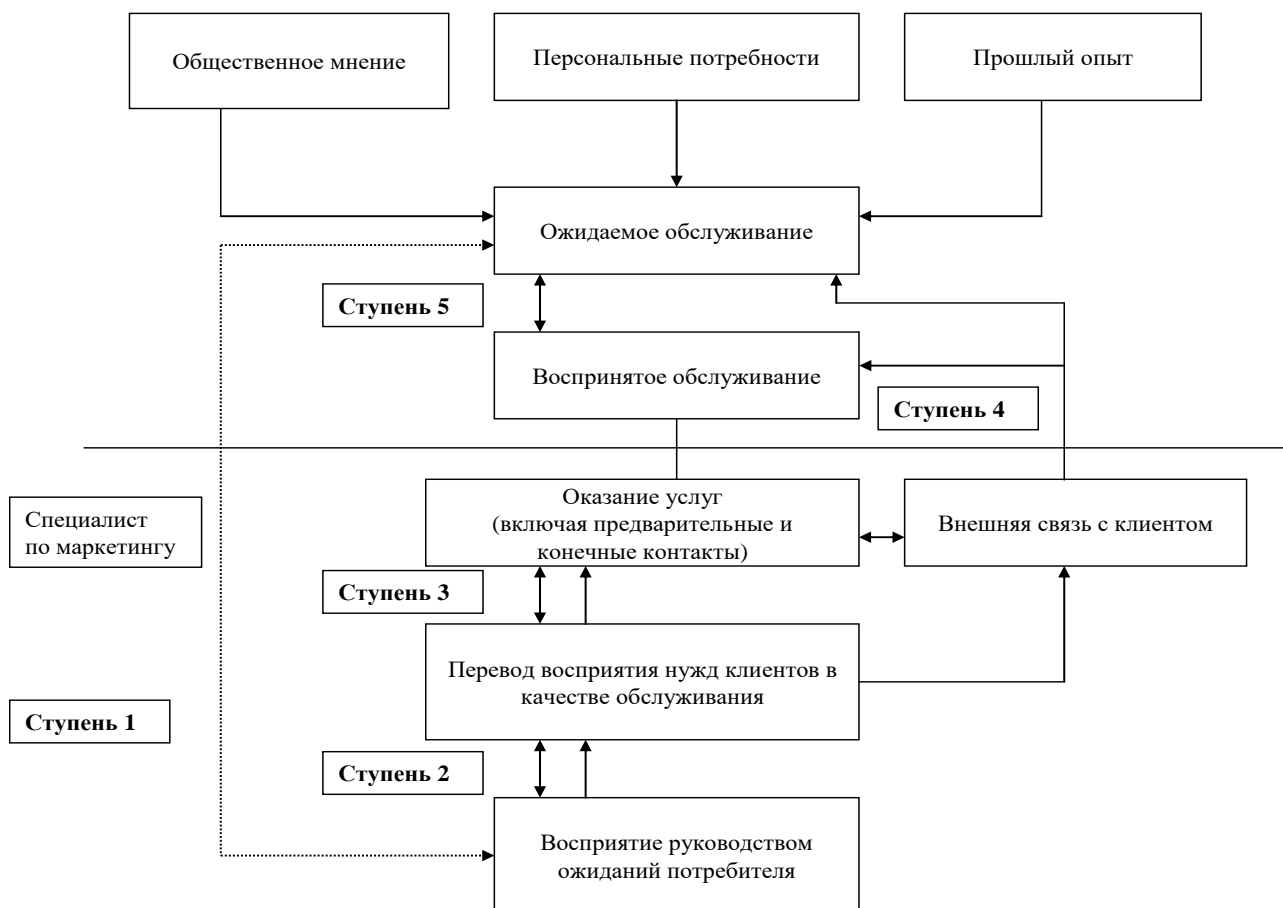 Общественное мнение
Персональные потребности
Прошлый опыт
Ожидаемое обслуживание
Ступень 5
Воспринятое обслуживание
Ступень 4
Специалист
по маркетингу
Оказание услуг
(включая предварительные и
конечные контакты)
Внешняя связь с клиентом
Ступень 3
Перевод восприятия нужд клиентов в
качестве обслуживания
Ступень 1
Ступень 2
Восприятие руководством
ожиданий потребителя